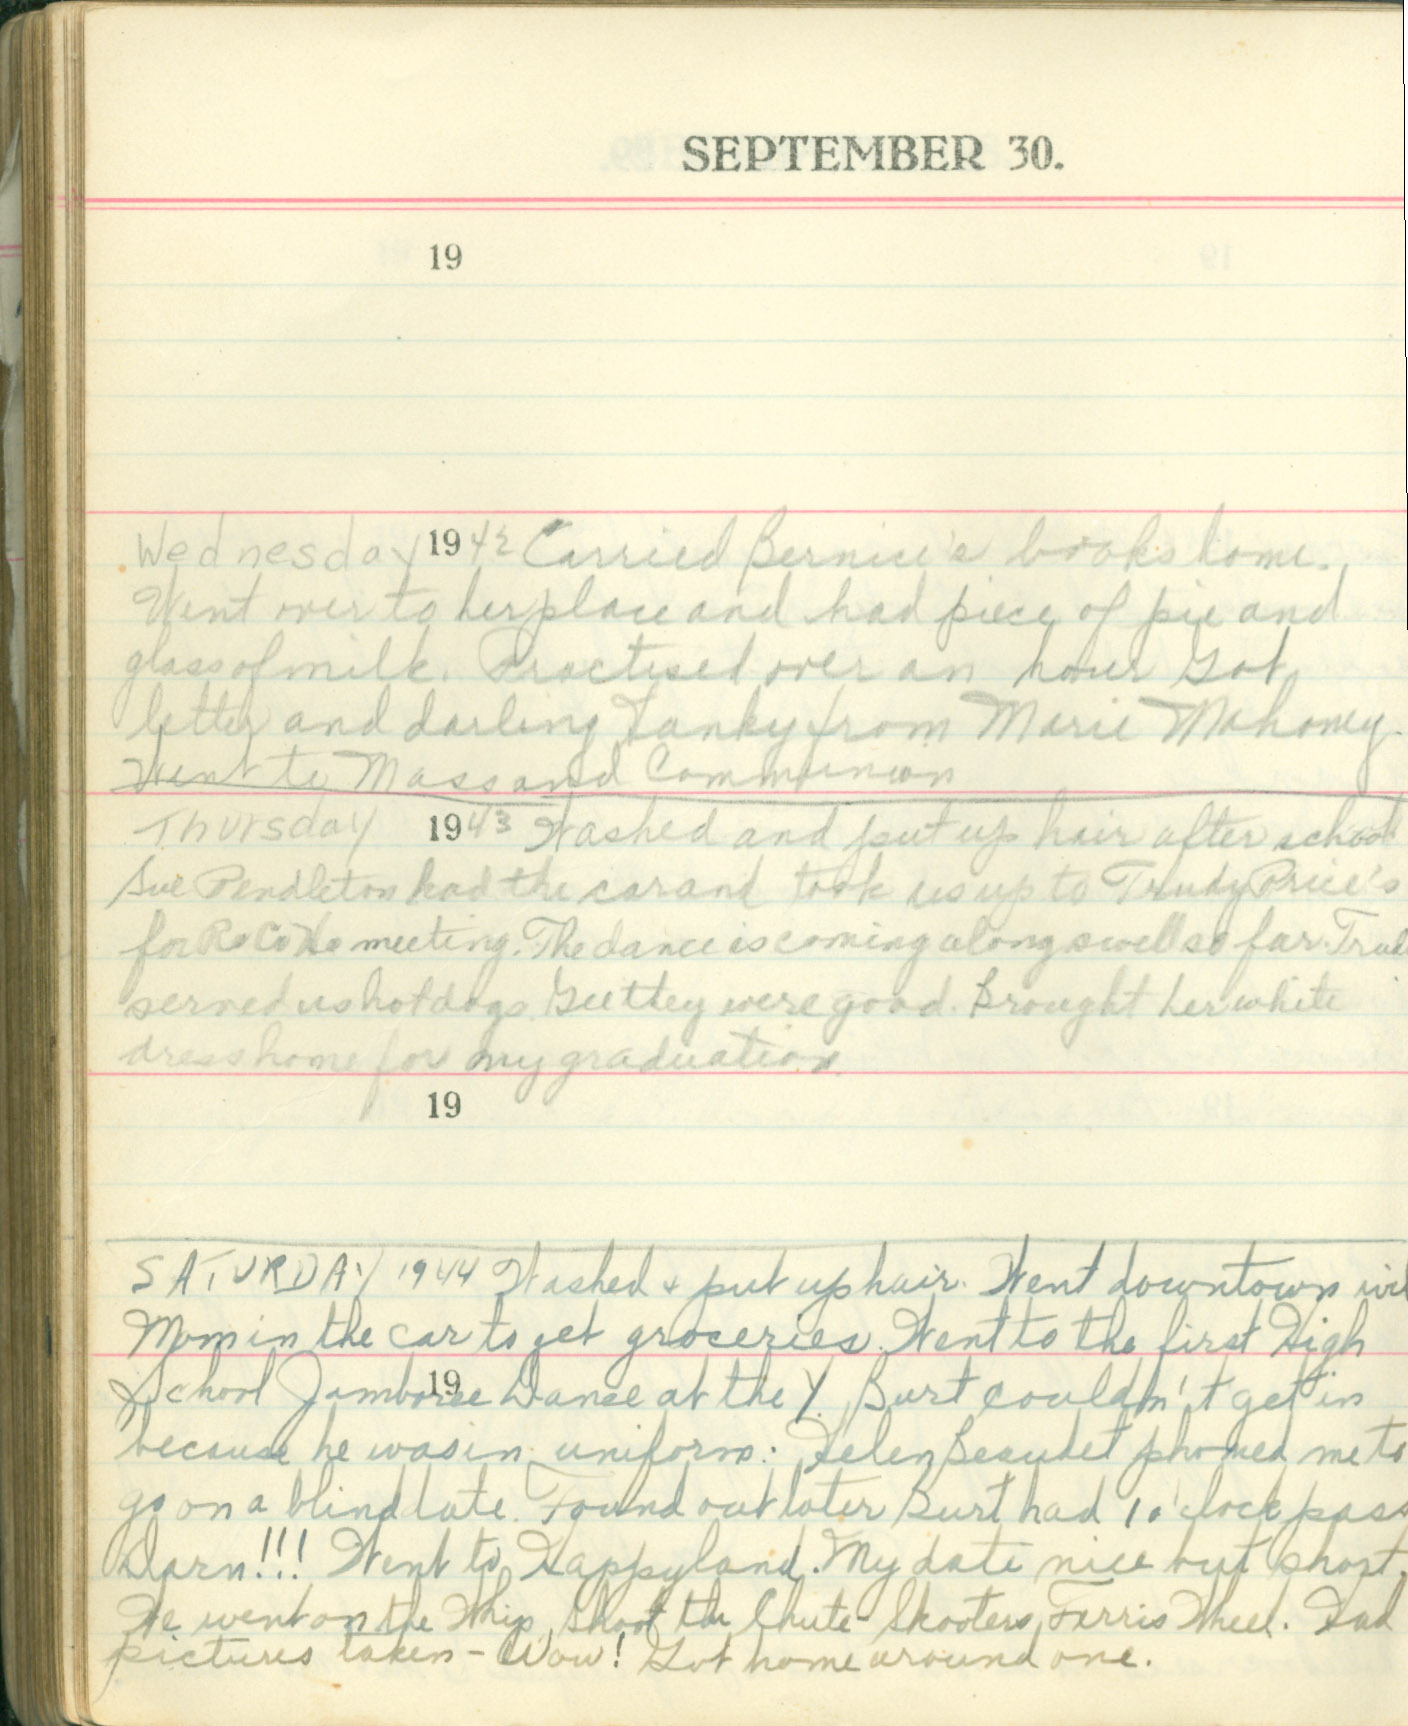 SEPTEMBER 30.
19
Wednesday 1942 Carried Bernice's books home.
Went over to her place and had piece of pie and
glass of milk. Practised over an hour Got
letter and darling hanky from Marie Mahoney.
Went to Mass and Communion
Thursday 1943 Washed and put up hair after school
Sue Pendleton had the car and took us up to Trudy Price's
for meeting. The dance is coming along swell so far. Trud
served us hotdogs. Gee they were good. Brought her white
dress home for my graduation
19
SATURDAY 1944 Washed + put up hair. Went downtown wit
Mom in the car to get groceries. Went to the first High
School Jamboree Dance at the Y. Burt couldn't get in
19
because he was in uniform. Helen Beaudet phoned me to
go on a blind date. Found out later Burt had 1 o'clock pass
Darn!!! Went to Happyland. My date nice but short.
We went on the Whip, Shoot the Chute - Skooters, Ferris Wheel. Had
pictures taken - Wow! Got home around one.